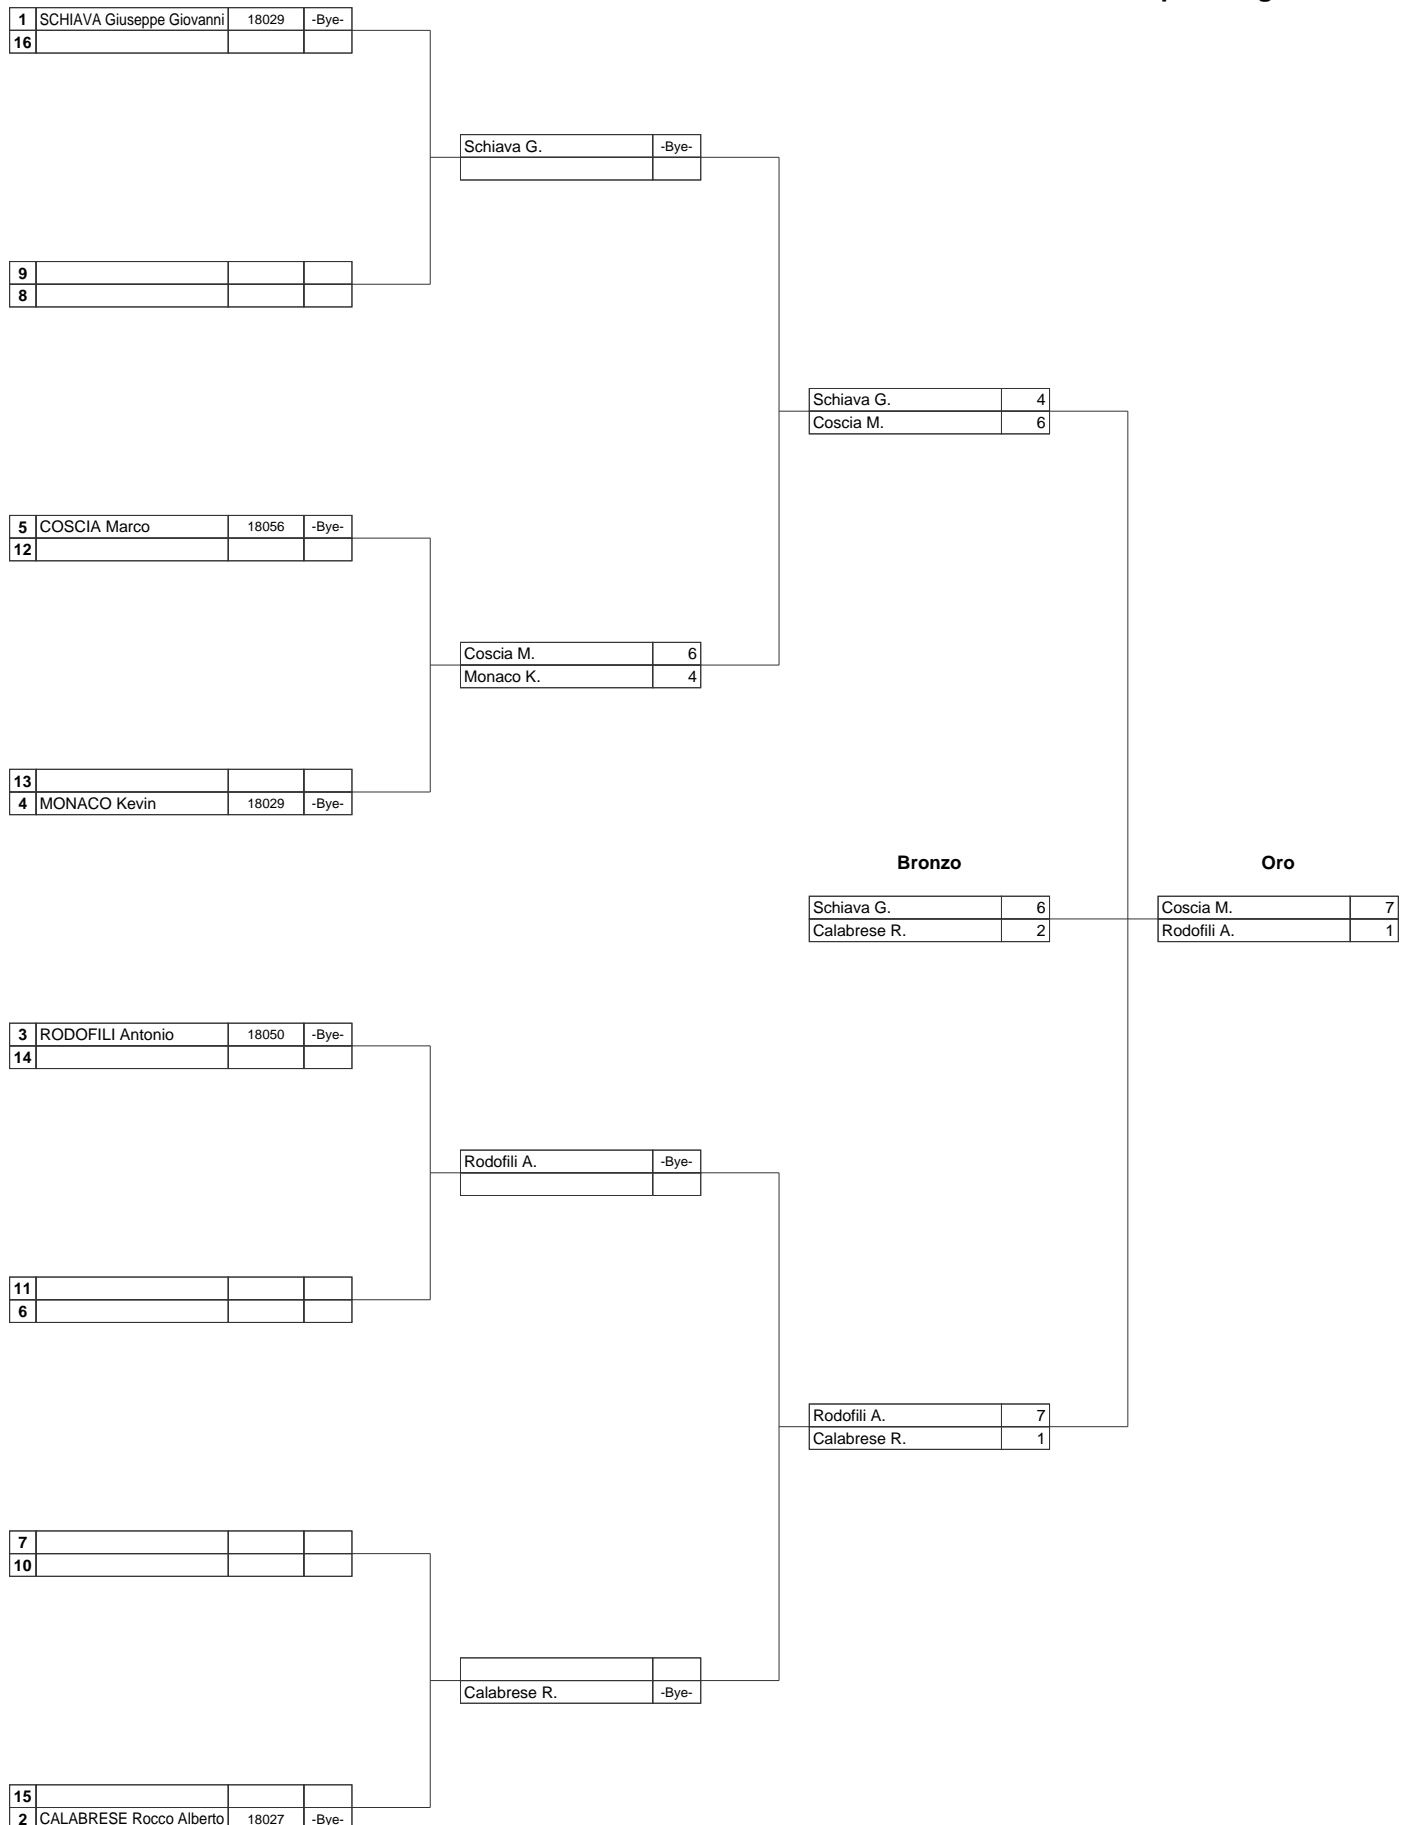 1 SCHIAVA Giuseppe Giovanni 18029 -Bye-
16
Schiava G. -Bye-
9
8
Schiava G. 4
Coscia M. 6
5 COSCIA Marco 18056 -Bye-
12
Coscia M. 6
Monaco K. 4
13
4 MONACO Kevin 18029 -Bye-
Bronzo Oro
Schiava G. 6 Coscia M. 7
Calabrese R. 2 Rodofili A. 1
3 RODOFILI Antonio 18050 -Bye-
14
Rodofili A. -Bye-
11
6
Rodofili A. 7
Calabrese R. 1
7
10
Calabrese R. -Bye-
15
2 CALABRESE Rocco Alberto 18027 -Bye-